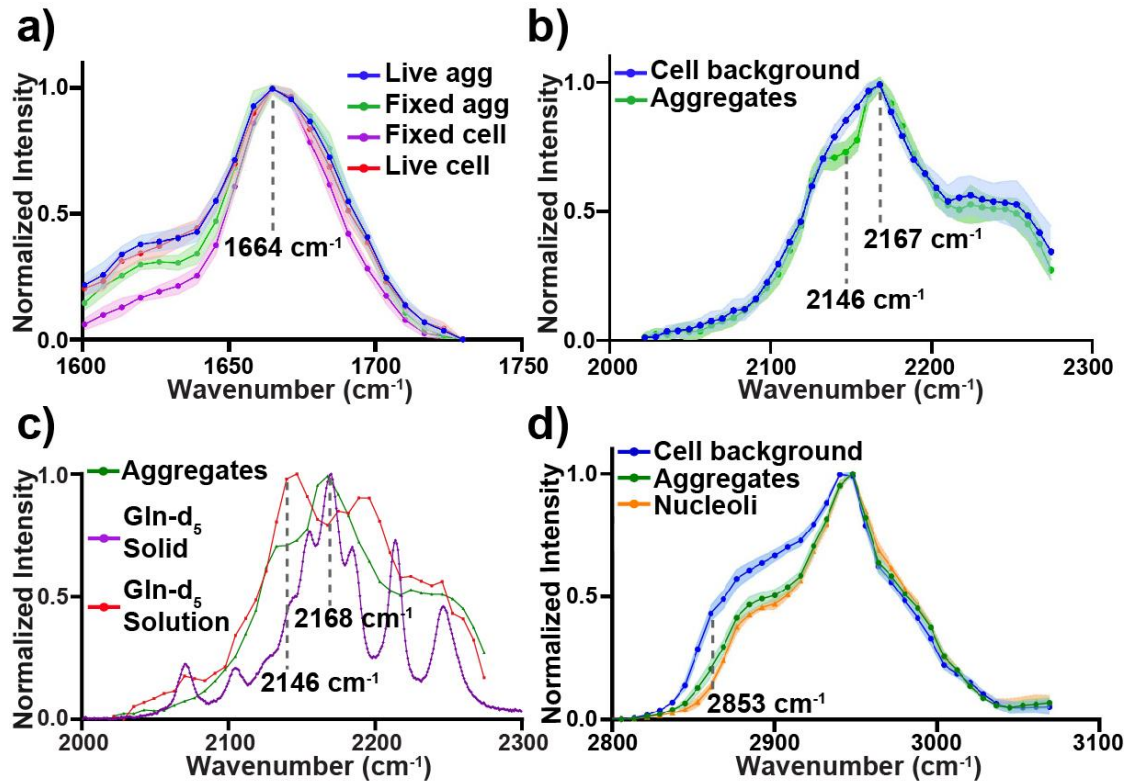 a)
Normalized Intensity
1.0
0.5
0.0
Live agg
Fixed agg
Fixed cell
Live cell
1664 cm⁻¹
1600
1650
1700
1750
Wavenumber (cm⁻¹)
b)
Normalized Intensity
1.0
0.5
0.0
Cell background
Aggregates
2167 cm⁻¹
2146 cm⁻¹
2000
2100
2200
2300
Wavenumber (cm⁻¹)
c)
Normalized Intensity
1.0
0.5
0.0
Aggregates
Gln-d₅
Solid
Gln-d₅
Solution
2168 cm⁻¹
2146 cm⁻¹
2000
2100
2200
2300
Wavenumber (cm⁻¹)
d)
Normalized Intensity
1.0
0.5
0.0
Cell background
Aggregates
Nucleoli
2853 cm⁻¹
2800
2900
3000
3100
Wavenumber (cm⁻¹)